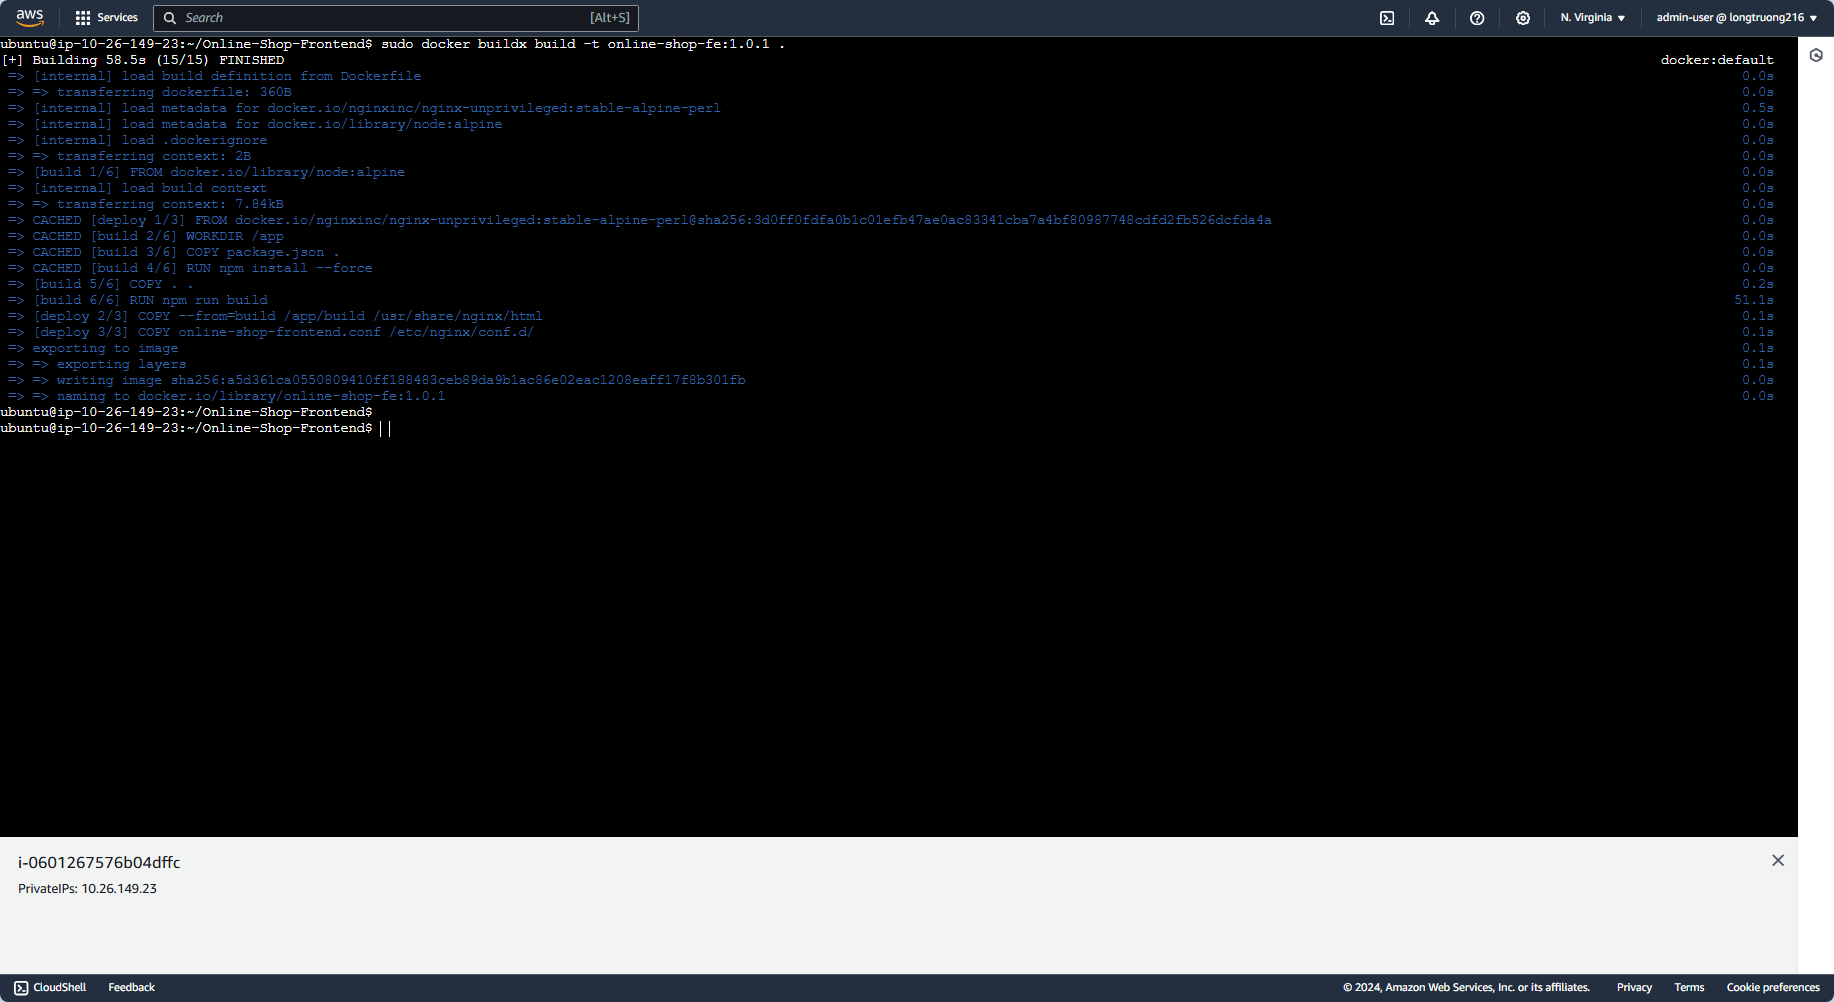 aws Services Search [Alt+S] N. Virginia ▼ admin-user @ longtruong216 ▼
ubuntu@ip-10-26-149-23:~/Online-Shop-Frontend$ sudo docker buildx build -t online-shop-fe:1.0.1 .
[+] Building 58.5s (15/15) FINISHED docker:default
=> [internal] load build definition from Dockerfile 0.0s
=> => transferring dockerfile: 360B 0.0s
=> [internal] load metadata for docker.io/nginxinc/nginx-unprivileged:stable-alpine-perl 0.5s
=> [internal] load metadata for docker.io/library/node:alpine 0.0s
=> [internal] load .dockerignore 0.0s
=> => transferring context: 2B 0.0s
=> [build 1/6] FROM docker.io/library/node:alpine 0.0s
=> [internal] load build context 0.0s
=> => transferring context: 7.84kB 0.0s
=> CACHED [deploy 1/3] FROM docker.io/nginxinc/nginx-unprivileged:stable-alpine-perl@sha256:3d0ff0fdfa0b1c01efb47ae0ac83341cba7a4bf80987748cdfd2fb526dcfda4a 0.0s
=> CACHED [build 2/6] WORKDIR /app 0.0s
=> CACHED [build 3/6] COPY package.json . 0.0s
=> CACHED [build 4/6] RUN npm install --force 0.0s
=> [build 5/6] COPY . . 0.2s
=> [build 6/6] RUN npm run build 51.1s
=> [deploy 2/3] COPY --from=build /app/build /usr/share/nginx/html 0.1s
=> [deploy 3/3] COPY online-shop-frontend.conf /etc/nginx/conf.d/ 0.1s
=> exporting to image 0.1s
=> => exporting layers 0.1s
=> => writing image sha256:a5d361ca0550809410ff188483ceb89da9b1ac86e02eac1208eaff17f8b301fb 0.0s
=> => naming to docker.io/library/online-shop-fe:1.0.1 0.0s
ubuntu@ip-10-26-149-23:~/Online-Shop-Frontend$
ubuntu@ip-10-26-149-23:~/Online-Shop-Frontend$
i-0601267576b04dffc
PrivateIPs: 10.26.149.23
CloudShell Feedback © 2024, Amazon Web Services, Inc. or its affiliates. Privacy Terms Cookie preferences